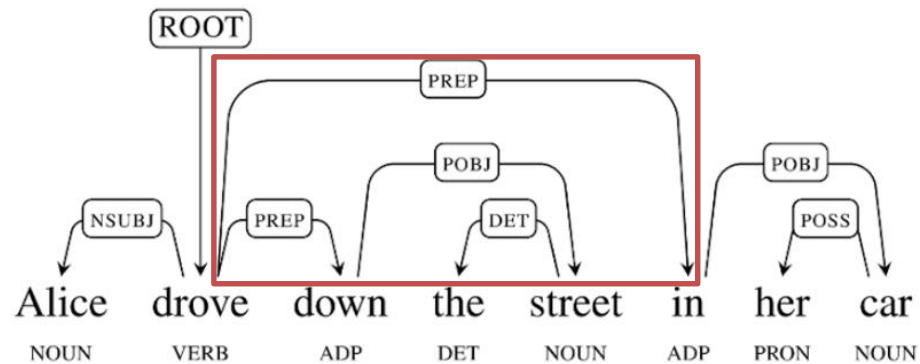 ROOT
PREP
POBJ POBJ
NSUBJ PREP DET POSS
Alice drove down the street in her car
NOUN VERB ADP DET NOUN ADP PRON NOUN